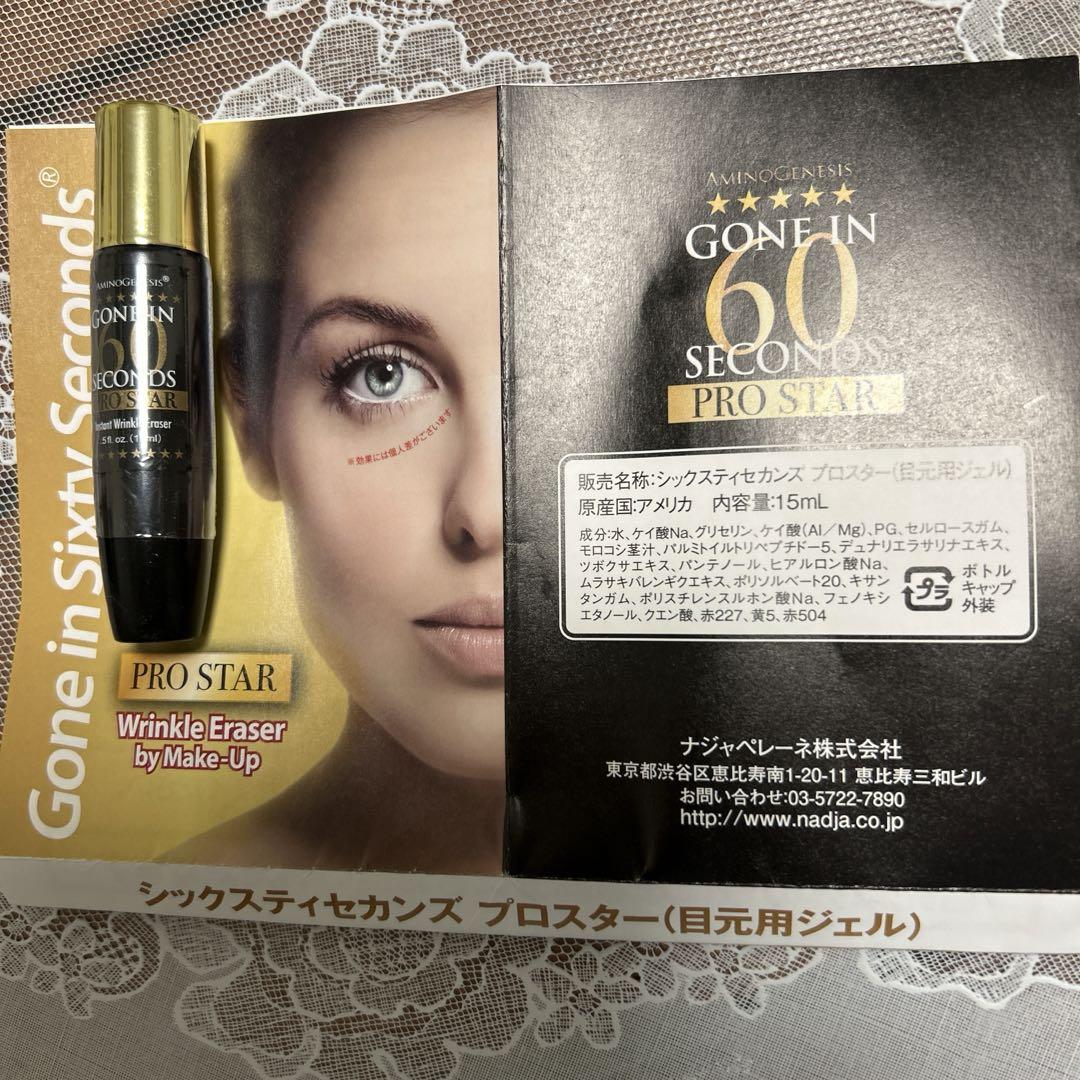 Gone in Sixty Seconds®
AMINOGENESIS®
GONE IN
60
SECONDS
PRO STAR
Instant Wrinkle Eraser
.5 fl. oz. (15ml)
※効果には個人差がございます
PRO STAR
Wrinkle Eraser
by Make-Up
AMINOGENESIS
GONE IN
60
SECONDS
PRO STAR
販売名称:シックスティセカンズ プロスター(目元用ジェル)
原産国:アメリカ 内容量:15mL
成分:水、ケイ酸Na、グリセリン、ケイ酸(Al/Mg)、PG、セルロースガム、
モロコシ茎汁、パルミトイルトリペプチドー5、デュナリエラサリナエキス、
ツボクサエキス、パンテノール、ヒアルロン酸Na、
ムラサキバレンギクエキス、ポリソルベート20、キサン
タンガム、ポリスチレンスルホン酸Na、フェノキシ
エタノール、クエン酸、赤227、黄5、赤504
プラ
ボトル
キャップ
外装
ナジャペレーネ株式会社
東京都渋谷区恵比寿南1-20-11 恵比寿三和ビル
お問い合わせ:03-5722-7890
http://www.nadja.co.jp
シックスティセカンズ プロスター(目元用ジェル)